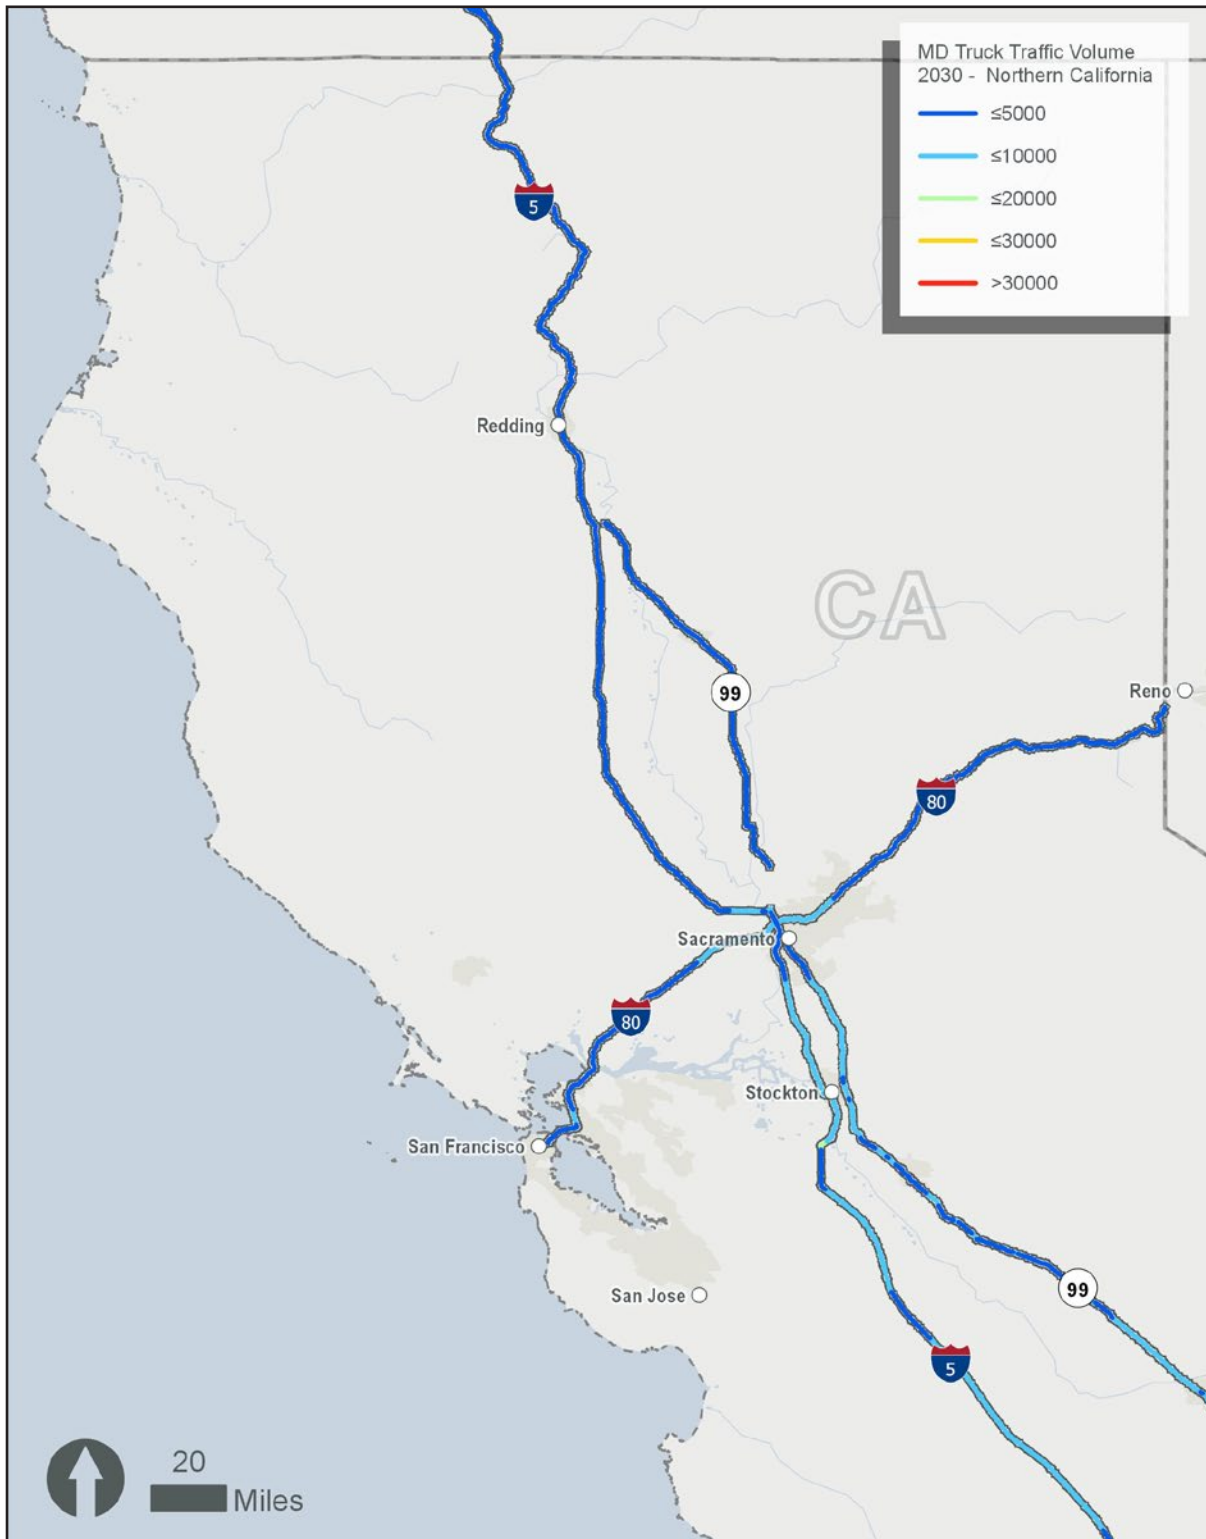 MD Truck Traffic Volume
2030 - Northern California
≤5000
≤10000
≤20000
≤30000
>30000
5
Redding
CA
99
Reno
80
Sacramento
80
Stockton
San Francisco
99
San Jose
5
20
Miles